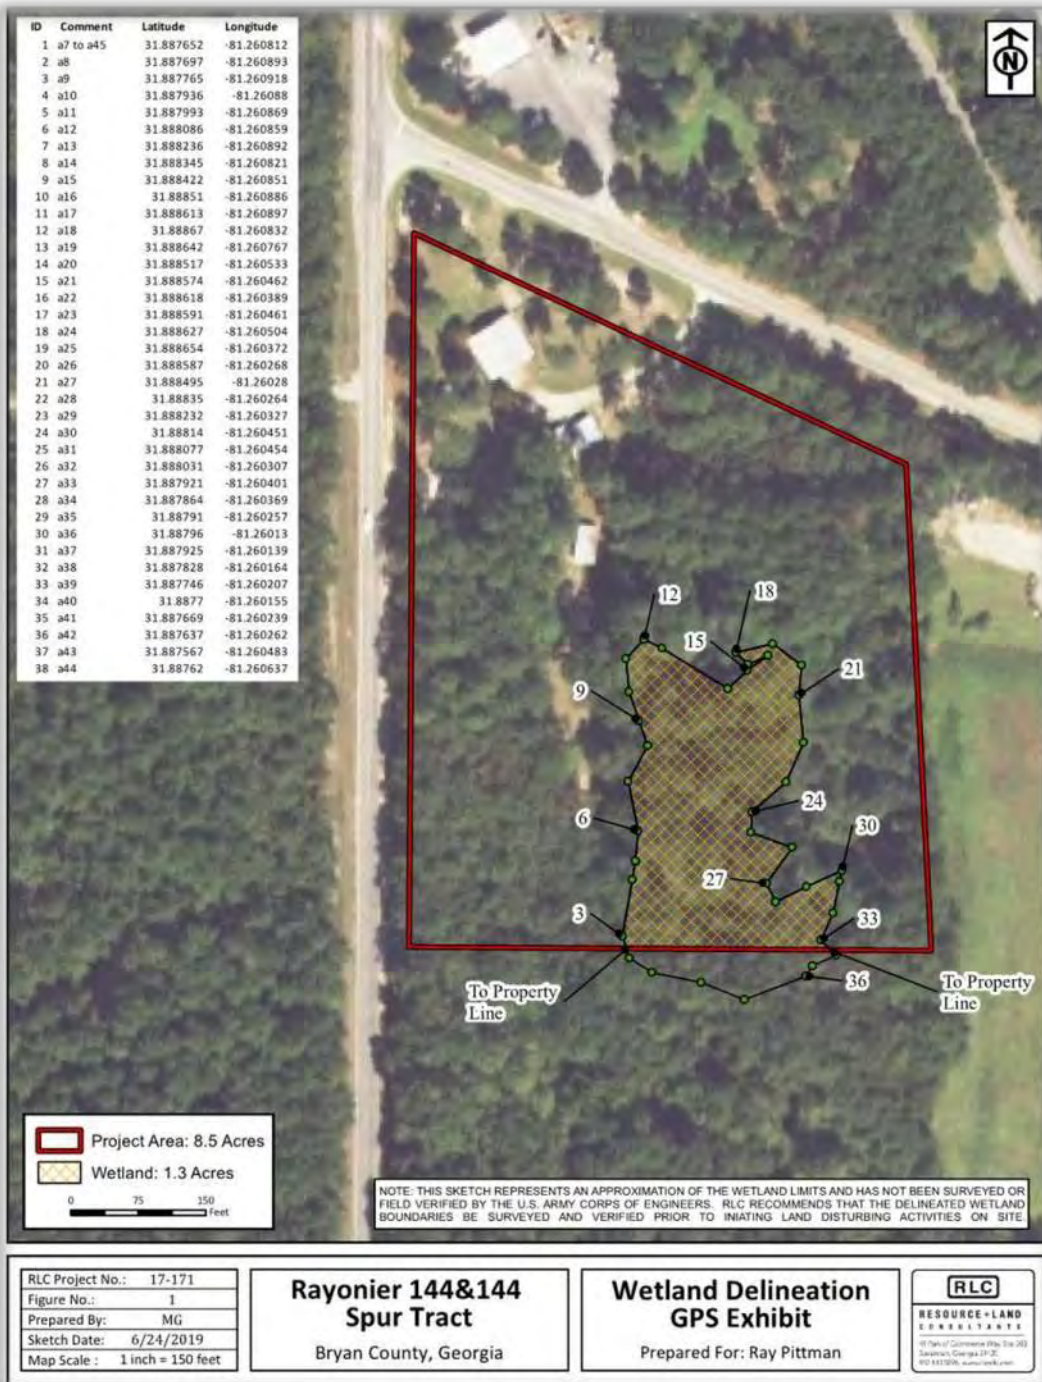 ID Comment Latitude Longitude
1 a7 to a45 31.887652 -81.260812
2 a8 31.887697 -81.260893
3 a9 31.887765 -81.260918
4 a10 31.887936 -81.26088
5 a11 31.887993 -81.260869
6 a12 31.888086 -81.260859
7 a13 31.888236 -81.260892
8 a14 31.888345 -81.260821
9 a15 31.888422 -81.260851
10 a16 31.88851 -81.260886
11 a17 31.888613 -81.260897
12 a18 31.88867 -81.260832
13 a19 31.888642 -81.260767
14 a20 31.888517 -81.260533
15 a21 31.888574 -81.260462
16 a22 31.888618 -81.260389
17 a23 31.888591 -81.260461
18 a24 31.888627 -81.260504
19 a25 31.888654 -81.260372
20 a26 31.888587 -81.260268
21 a27 31.888495 -81.26028
22 a28 31.88835 -81.260264
23 a29 31.888232 -81.260327
24 a30 31.88814 -81.260451
25 a31 31.888077 -81.260454
26 a32 31.888031 -81.260307
27 a33 31.887921 -81.260401
28 a34 31.887864 -81.260369
29 a35 31.88791 -81.260257
30 a36 31.88796 -81.26013
31 a37 31.887925 -81.260139
32 a38 31.887828 -81.260164
33 a39 31.887746 -81.260207
34 a40 31.8877 -81.260155
35 a41 31.887669 -81.260239
36 a42 31.887637 -81.260262
37 a43 31.887567 -81.260483
38 a44 31.88762 -81.260637
N
12
18
15
21
9
24
6
30
27
3
33
36
To Property
Line
To Property
Line
Project Area: 8.5 Acres
Wetland: 1.3 Acres
0 75 150
Feet
NOTE: THIS SKETCH REPRESENTS AN APPROXIMATION OF THE WETLAND LIMITS AND HAS NOT BEEN SURVEYED OR
FIELD VERIFIED BY THE U.S. ARMY CORPS OF ENGINEERS. RLC RECOMMENDS THAT THE DELINEATED WETLAND
BOUNDARIES BE SURVEYED AND VERIFIED PRIOR TO INIATING LAND DISTURBING ACTIVITIES ON SITE
RLC Project No.: 17-171
Figure No.: 1
Prepared By: MG
Sketch Date: 6/24/2019
Map Scale : 1 inch = 150 feet
Rayonier 144&144
Spur Tract
Bryan County, Georgia
Wetland Delineation
GPS Exhibit
Prepared For: Ray Pittman
RLC
RESOURCE+LAND
CONSULTANTS